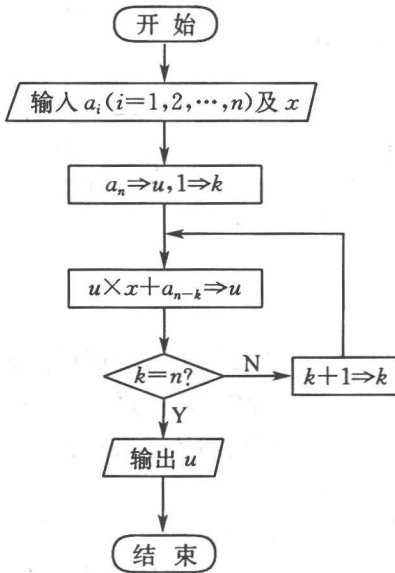 开始
输入 aᵢ(i=1,2,…,n)及 x
aₙ⇒u,1⇒k
u×x+aₙ₋ₖ⇒u
k=n?
N
k+1⇒k
Y
输出 u
结束